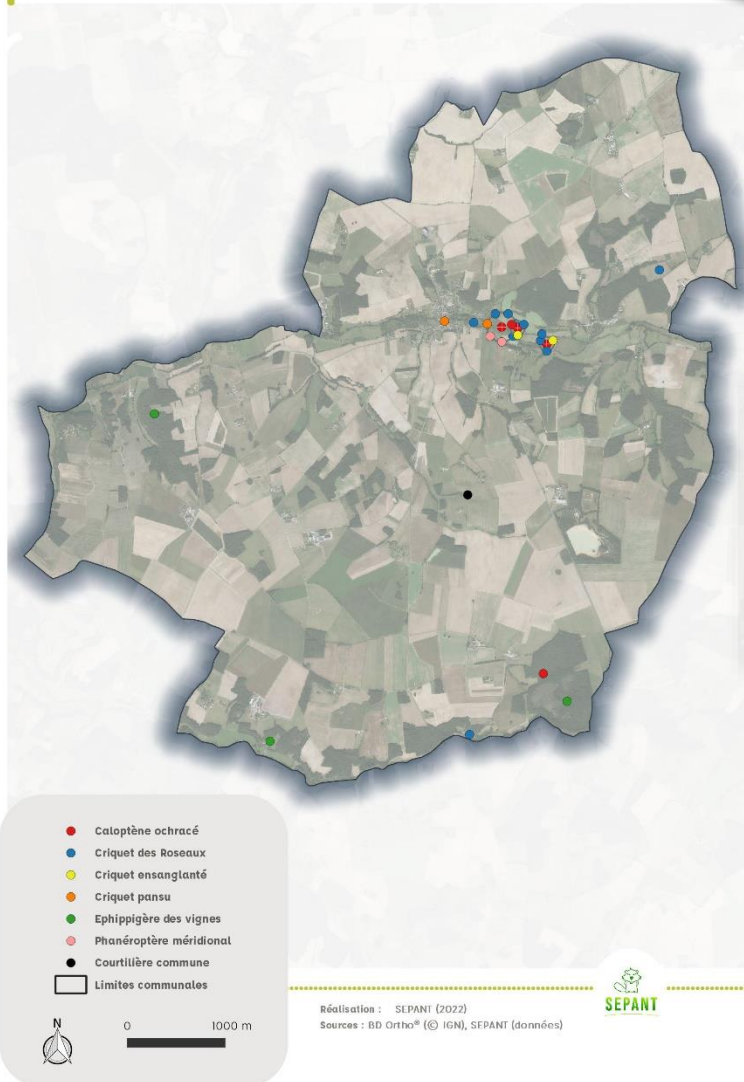 Caloptène ochracé
Criquet des Roseaux
Criquet ensanglanté
Criquet pansu
Ephippigère des vignes
Phanéroptère méridional
Courtilière commune
Limites communales
N
0 1000 m
Réalisation : SEPANT (2022)
Sources : BD Ortho® (© IGN), SEPANT (données)
SEPANT